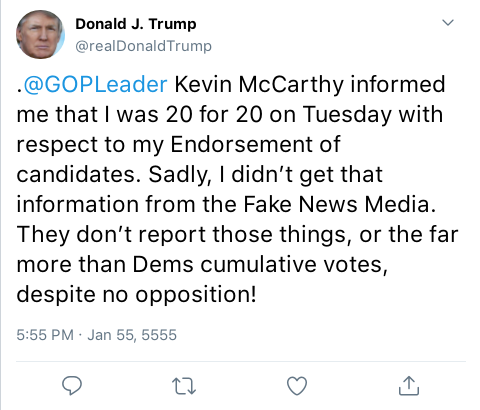 Donald J. Trump
@realDonaldTrump
.@GOPLeader Kevin McCarthy informed
me that I was 20 for 20 on Tuesday with
respect to my Endorsement of
candidates. Sadly, I didn’t get that
information from the Fake News Media.
They don’t report those things, or the far
more than Dems cumulative votes,
despite no opposition!
5:55 PM · Jan 55, 5555